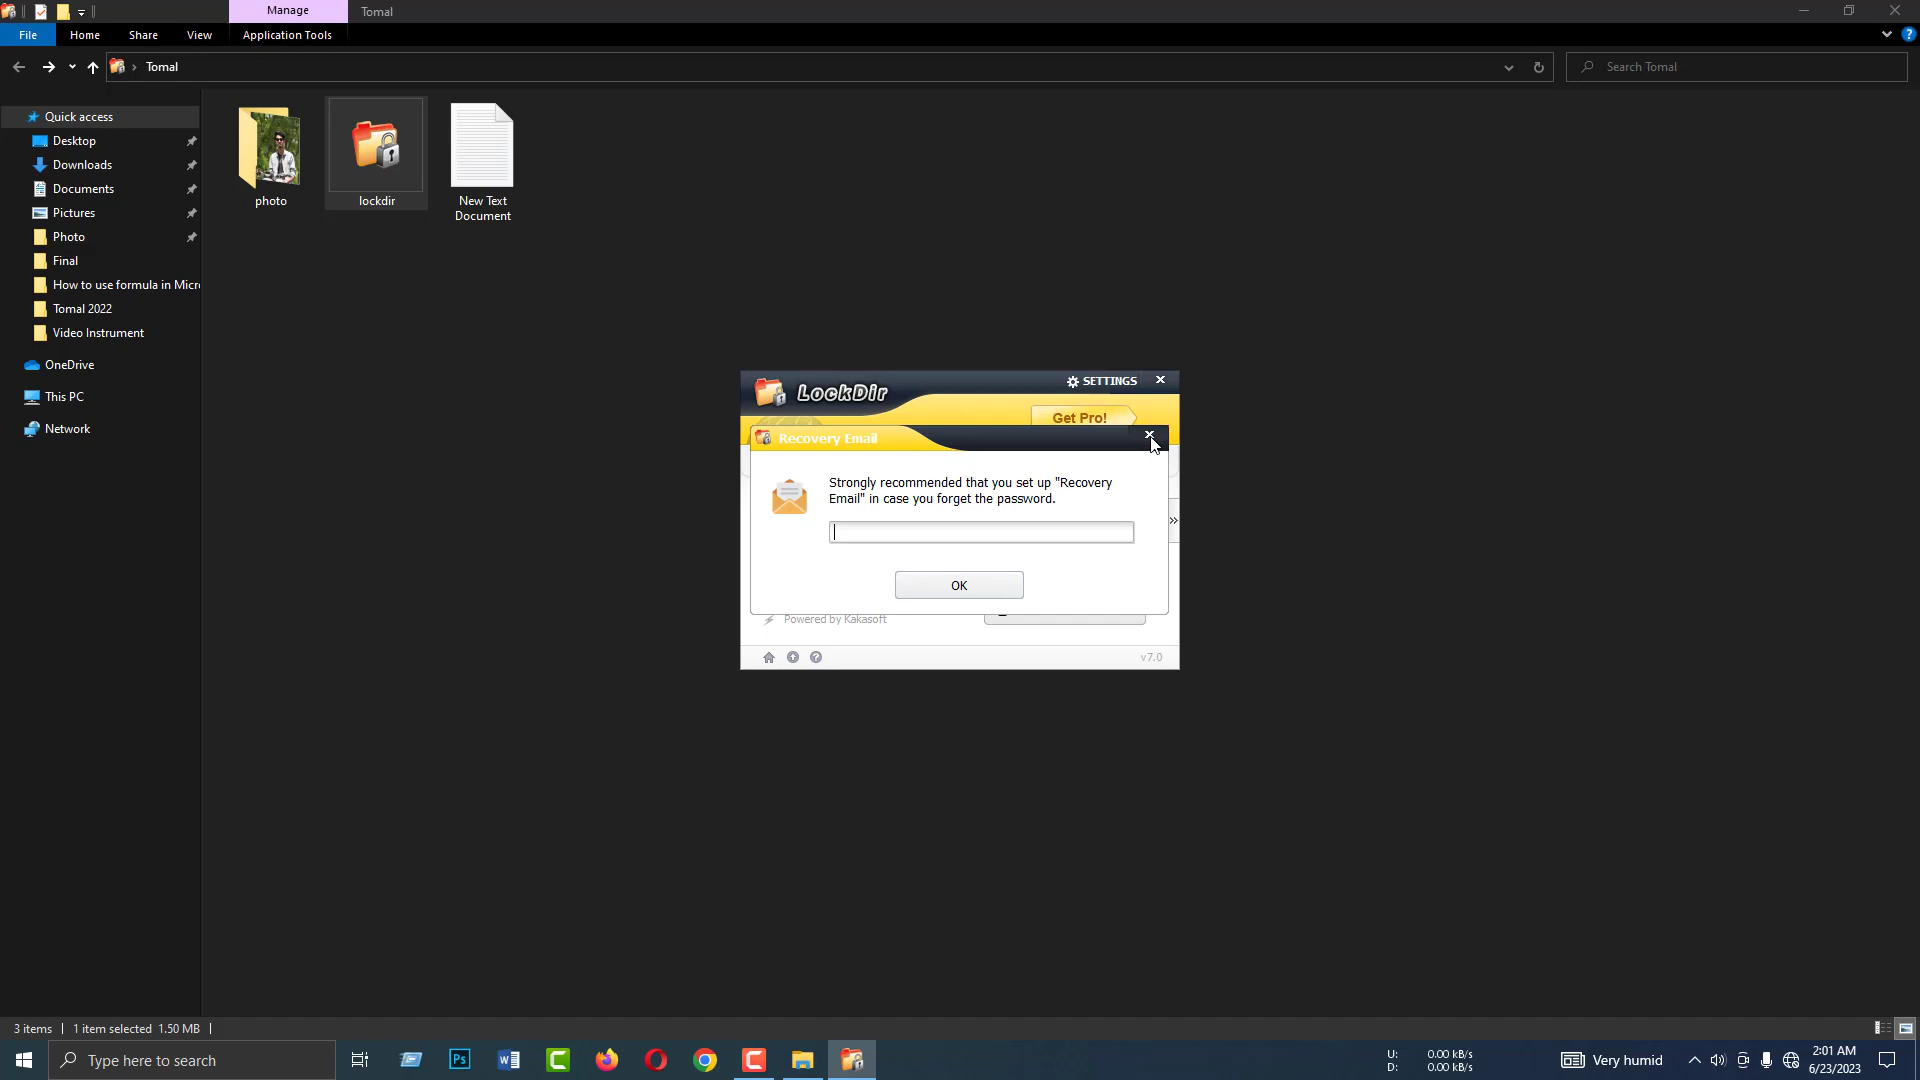 Manage
Tomal
File
Home
Share
View
Application Tools
Tomal
Search Tomal
Quick access
Desktop
Downloads
Documents
Pictures
Photo
Final
How to use formula in Micr
Tomal 2022
Video Instrument
OneDrive
This PC
Network
photo
lockdir
New Text
Document
LockDir
SETTINGS
Get Pro!
Recovery Email
Strongly recommended that you set up "Recovery
Email" in case you forget the password.
OK
Powered by Kakasoft
v7.0
3 items
1 item selected 1.50 MB
Type here to search
Ps
U: 0.00 kB/s
D: 0.00 kB/s
Very humid
2:01 AM
6/23/2023